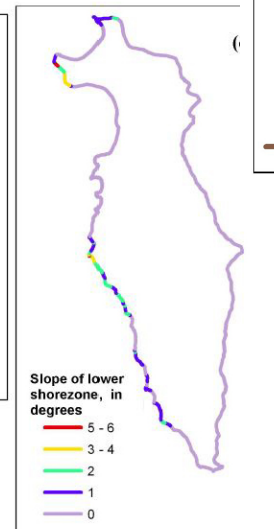 (
Slope of lower
shorezone, in
degrees
5 - 6
3 - 4
2
1
0